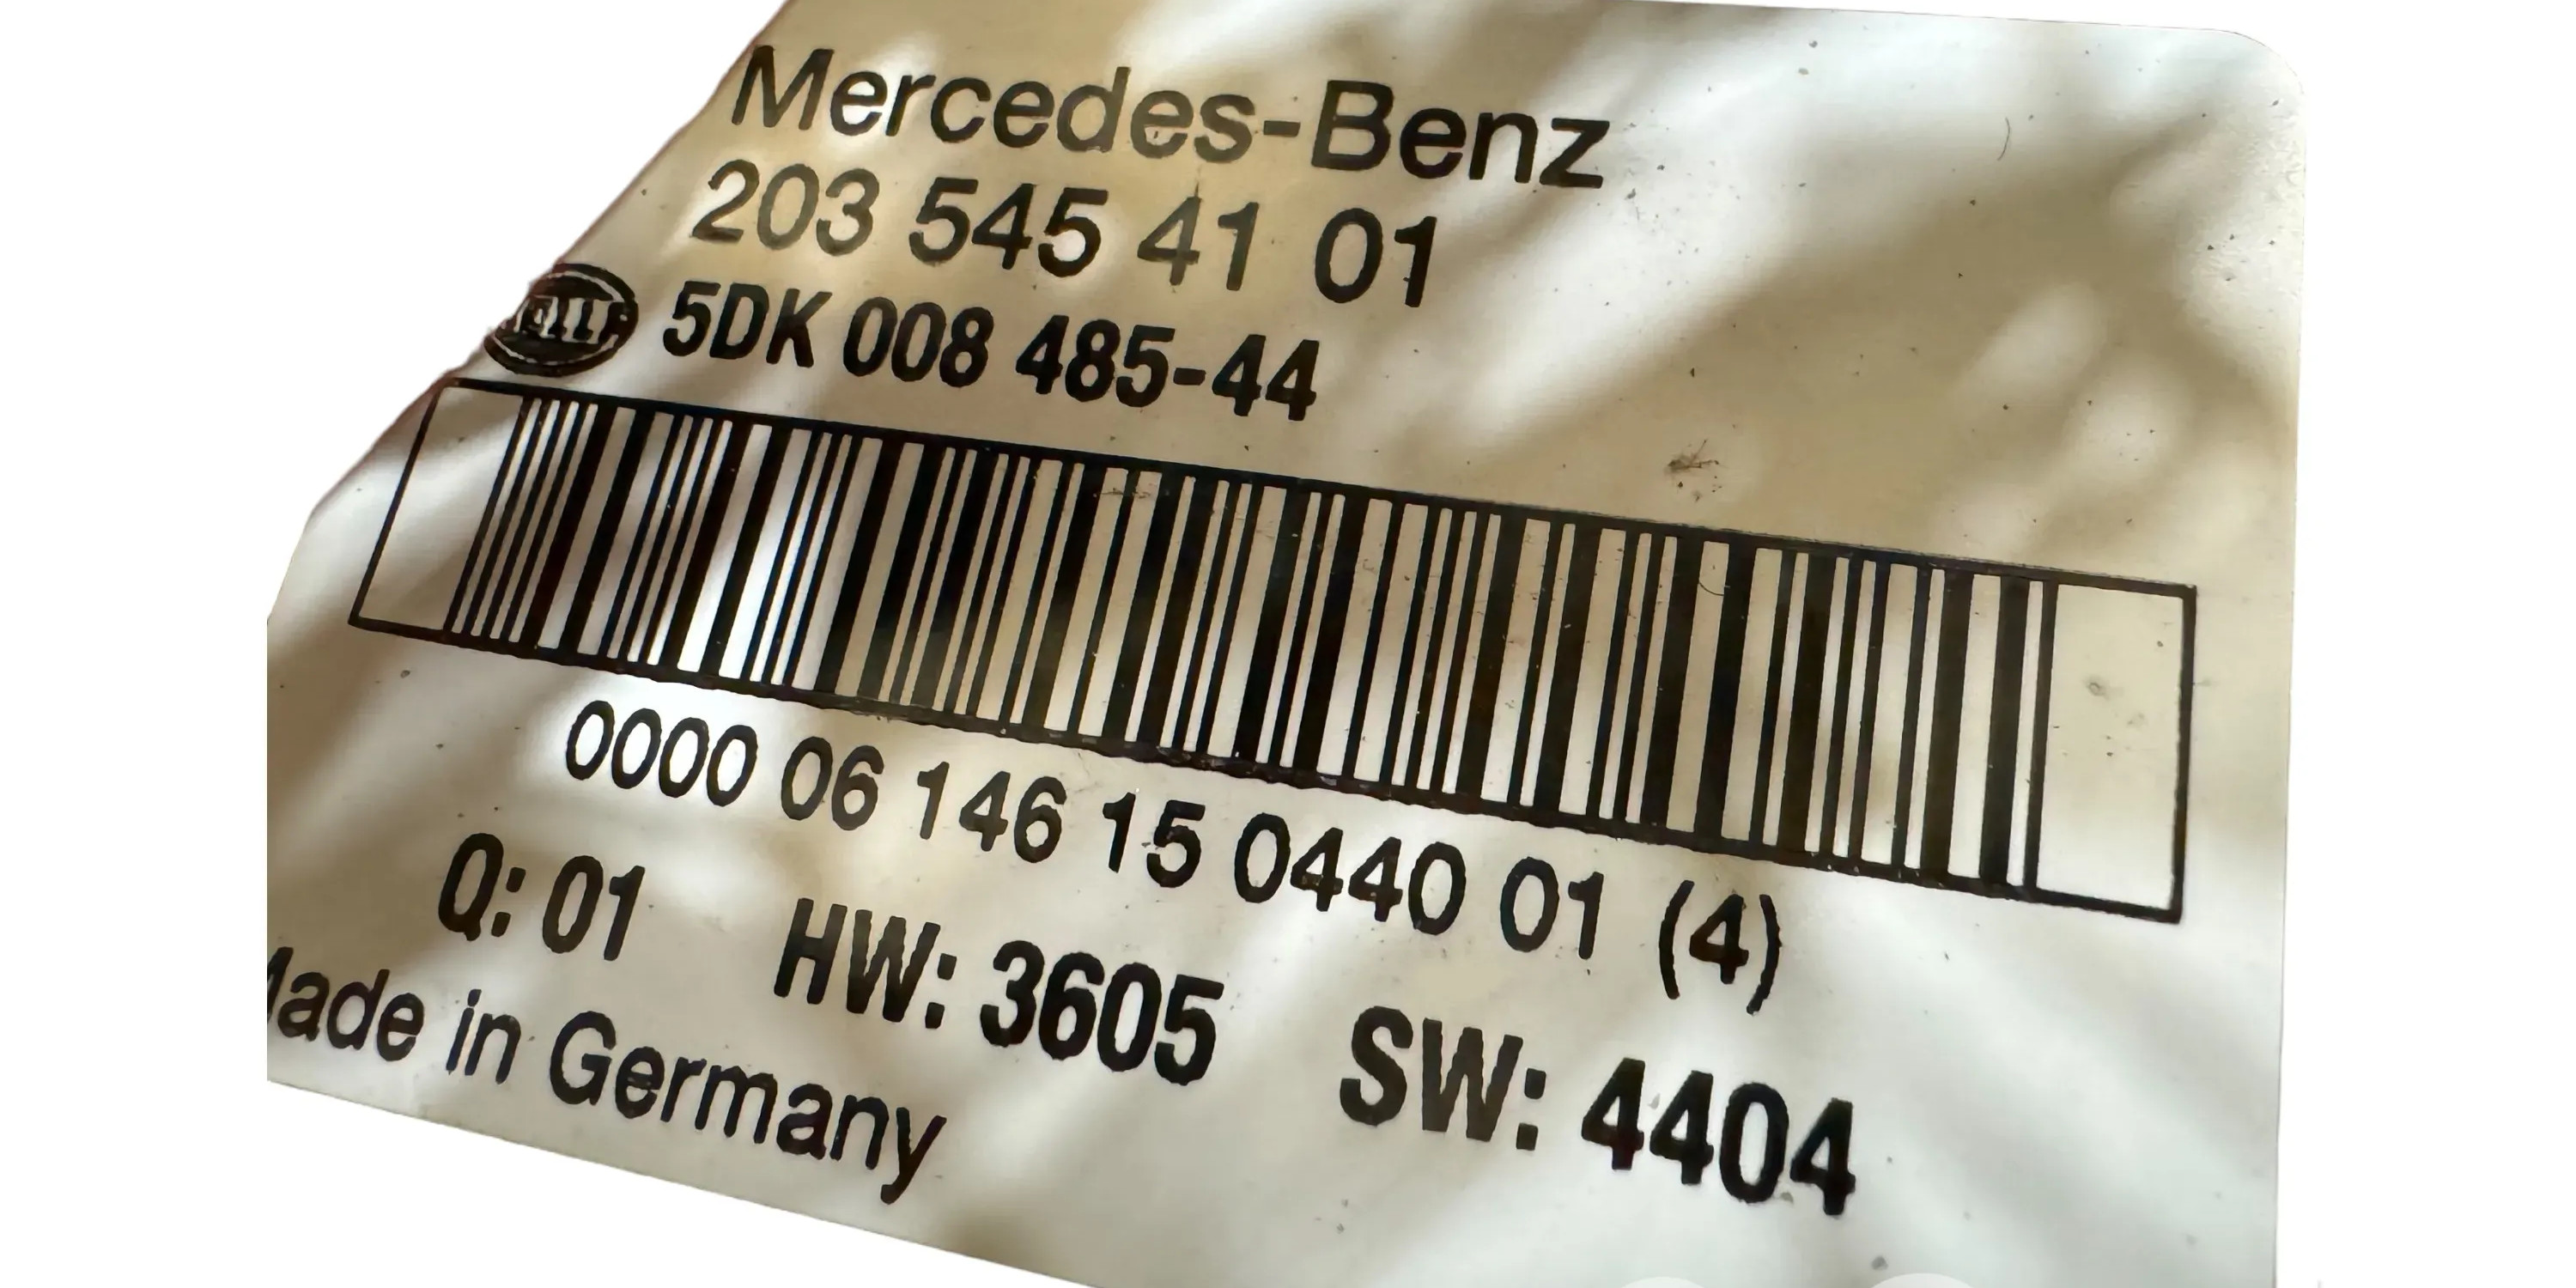 Mercedes-Benz
203 545 41 01
5DK 008 485-44
0000 06 146 15 0440 01 (4)
Q: 01 HW: 3605 SW: 4404
Made in Germany